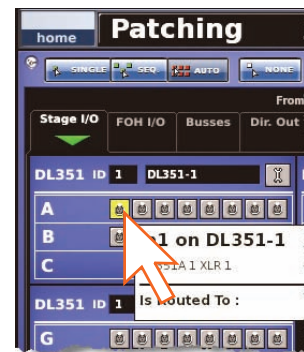 home Patching
SINGLE SEQ. AUTO NONE
From
Stage I/O FOH I/O Busses Dir. Out
DL351 ID 1 DL351-1
A
B 1 on DL351-1
C 1A 1 XLR 1
DL351 ID 1 Is Routed To :
G